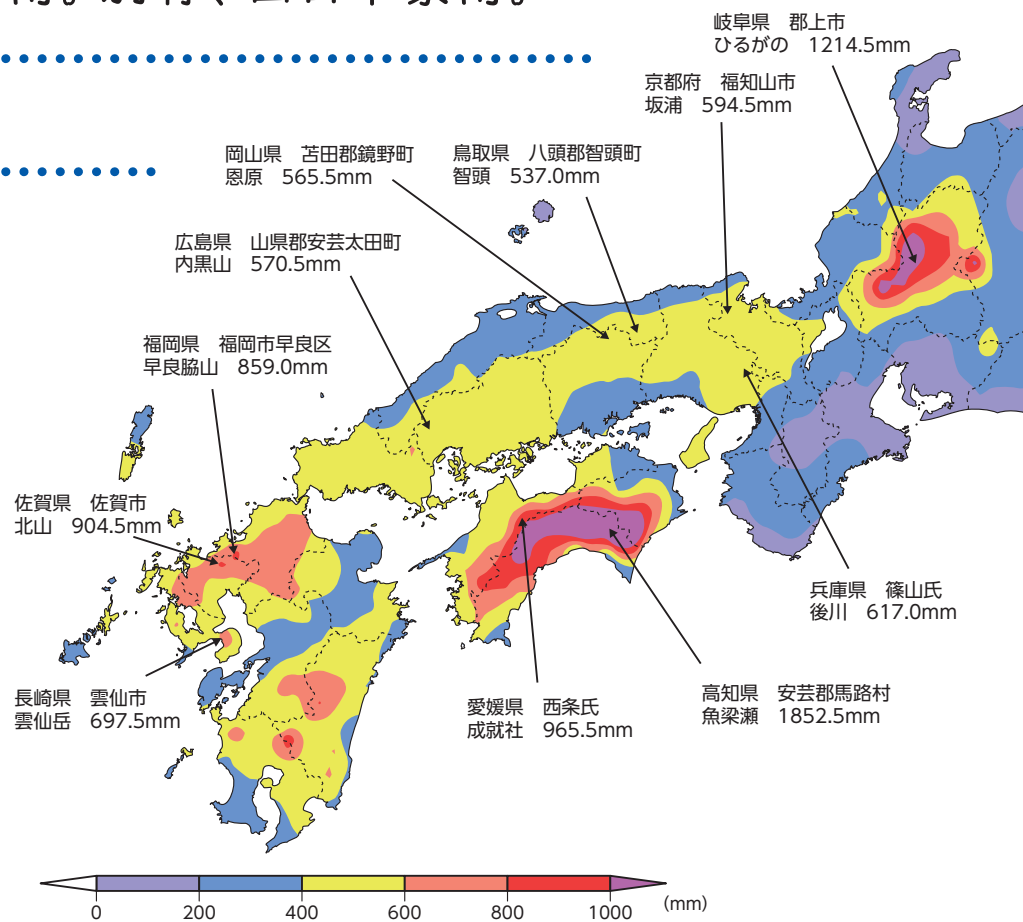 岐阜県　郡上市
ひるがの　1214.5mm
京都府　福知山市
坂浦　594.5mm
岡山県　苫田郡鏡野町
恩原　565.5mm
鳥取県　八頭郡智頭町
智頭　537.0mm
広島県　山県郡安芸太田町
内黒山　570.5mm
福岡県　福岡市早良区
早良脇山　859.0mm
佐賀県　佐賀市
北山　904.5mm
兵庫県　篠山氏
後川　617.0mm
長崎県　雲仙市
雲仙岳　697.5mm
愛媛県　西条氏
成就社　965.5mm
高知県　安芸郡馬路村
魚梁瀬　1852.5mm
0 200 400 600 800 1000 (mm)